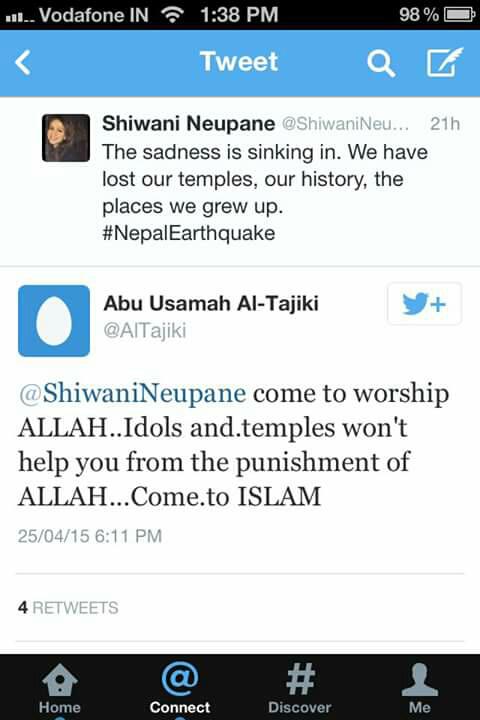 Vodafone IN 1:38 PM 98 %
Tweet
Shiwani Neupane @ShiwaniNeu... 21h
The sadness is sinking in. We have
lost our temples, our history, the
places we grew up.
#NepalEarthquake
Abu Usamah Al-Tajiki
@AlTajiki
@ShiwaniNeupane come to worship
ALLAH..Idols and.temples won't
help you from the punishment of
ALLAH...Come.to ISLAM
25/04/15 6:11 PM
4 RETWEETS
Home Connect Discover Me